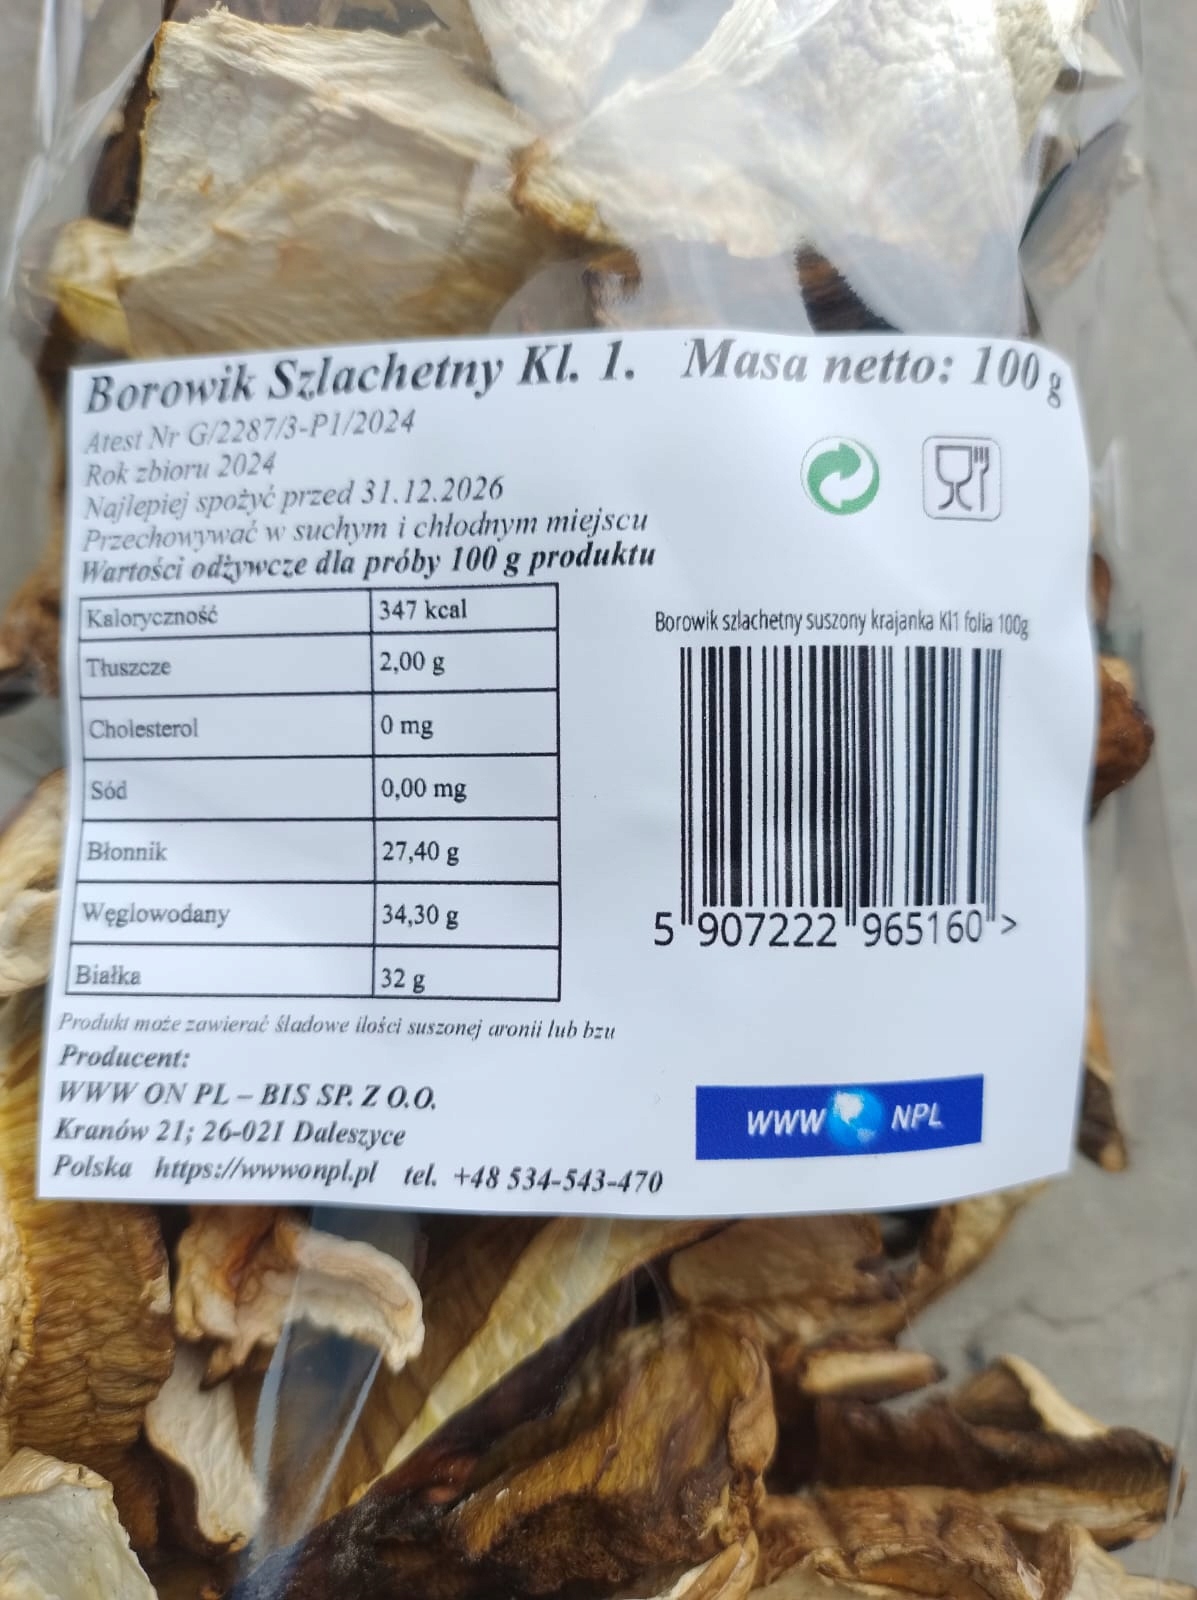 Borowik Szlachetny Kl. 1. Masa netto: 100 g
Atest Nr G/2287/3-P1/2024
Rok zbioru 2024
Najlepiej spożyć przed 31.12.2026
Przechowywać w suchym i chłodnym miejscu
Wartości odżywcze dla próby 100 g produktu
Kaloryczność 347 kcal
Tłuszcze 2,00 g
Cholesterol 0 mg
Sód 0,00 mg
Błonnik 27,40 g
Węglowodany 34,30 g
Białka 32 g
Borowik szlachetny suszony krajanka Kl1 folia 100g
5 907222 965160 >
Produkt może zawierać śladowe ilości suszonej aronii lub bzu
Producent:
WWW ON PL – BIS SP. Z O.O.
Kranów 21; 26-021 Daleszyce
Polska https://wwwonpl.pl tel. +48 534-543-470
WWW NPL